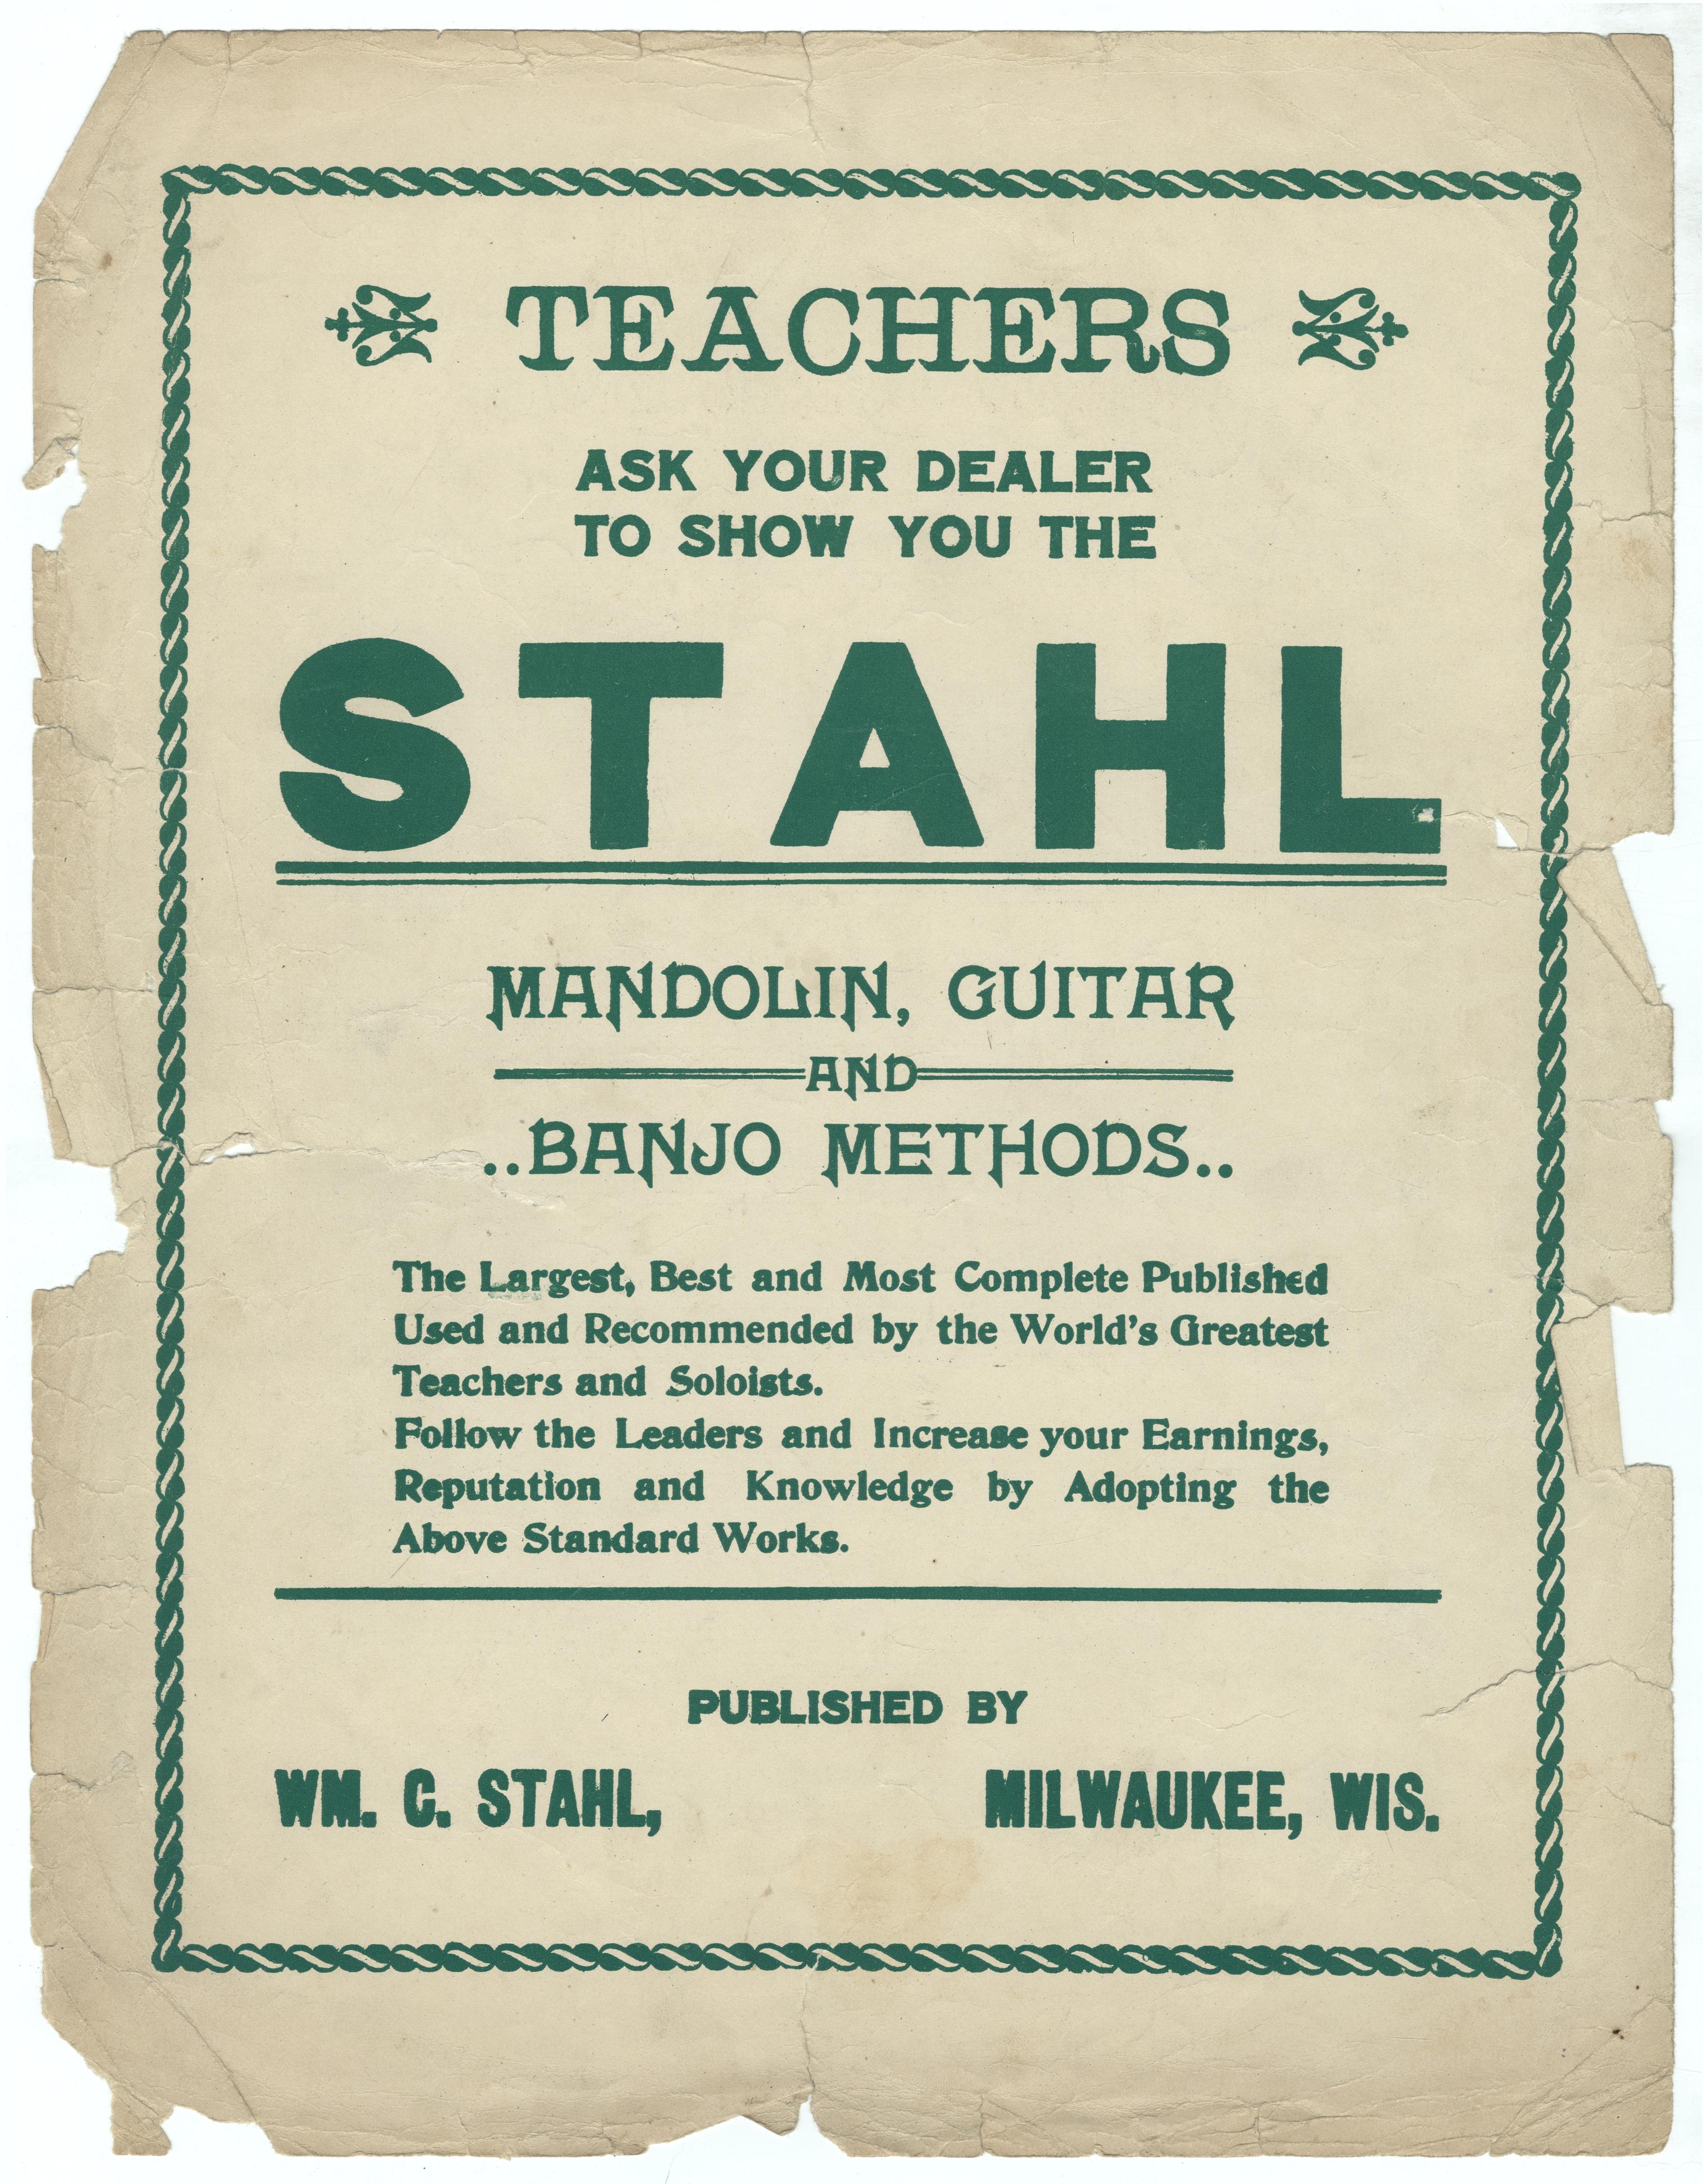 TEACHERS
ASK YOUR DEALER
TO SHOW YOU THE
STAHL
MANDOLIN, GUITAR
AND
..BANJO METHODS..
The Largest, Best and Most Complete Published
Used and Recommended by the World's Greatest
Teachers and Soloists.
Follow the Leaders and Increase your Earnings,
Reputation and Knowledge by Adopting the
Above Standard Works.
PUBLISHED BY
WM. C. STAHL, MILWAUKEE, WIS.